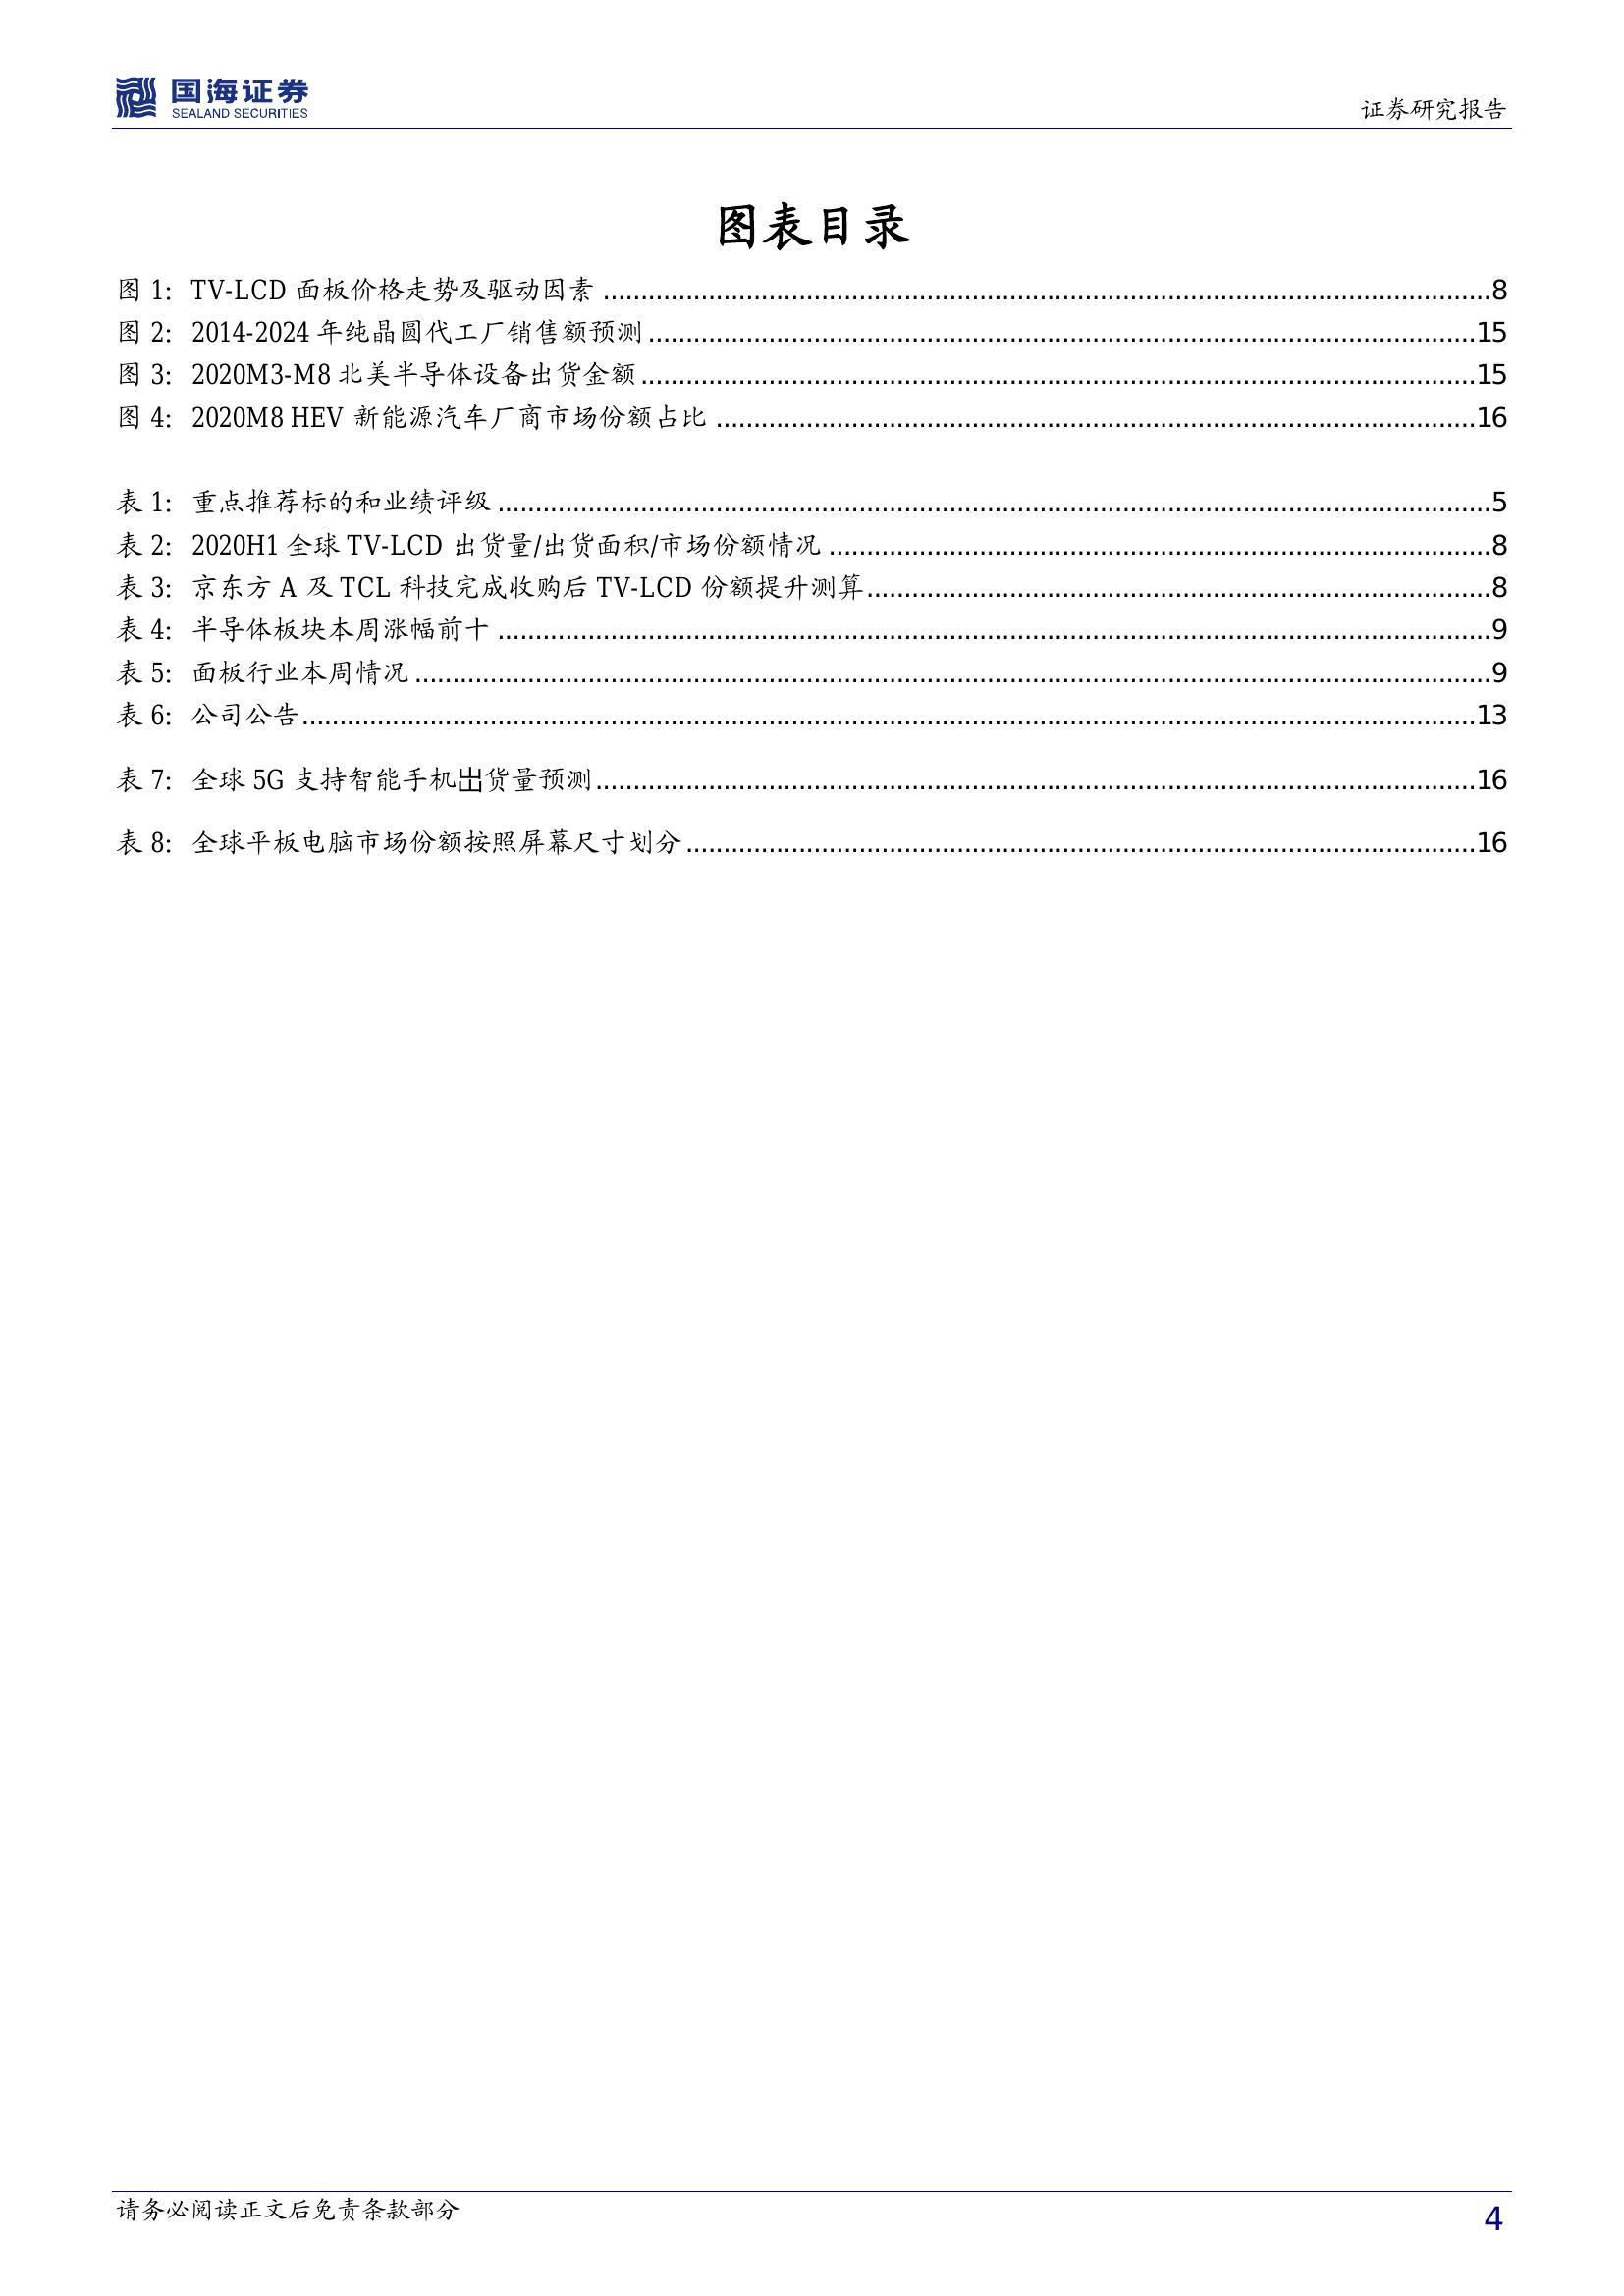 国海证券
SEALAND SECURITIES
证券研究报告
图表目录
图 1: TV-LCD 面板价格走势及驱动因素 ........ 8
图 2: 2014-2024 年纯晶圆代工厂销售额预测 ........ 15
图 3: 2020M3-M8 北美半导体设备出货金额 ........ 15
图 4: 2020M8 HEV 新能源汽车厂商市场份额占比 ........ 16
表 1: 重点推荐标的和业绩评级 ........ 5
表 2: 2020H1 全球 TV-LCD 出货量/出货面积/市场份额情况 ........ 8
表 3: 京东方 A 及 TCL 科技完成收购后 TV-LCD 份额提升测算 ........ 8
表 4: 半导体板块本周涨幅前十 ........ 9
表 5: 面板行业本周情况 ........ 9
表 6: 公司公告 ........ 13
表 7: 全球 5G 支持智能手机出货量预测 ........ 16
表 8: 全球平板电脑市场份额按照屏幕尺寸划分 ........ 16
请务必阅读正文后免责条款部分
4